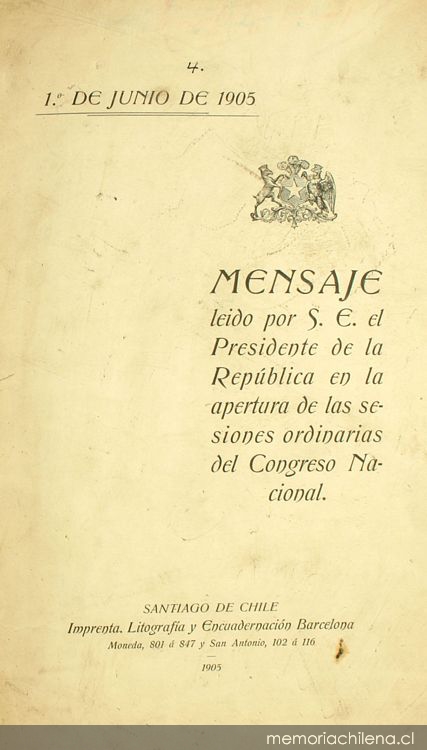 4.
1.º DE JUNIO DE 1905
MENSAJE
leido por S. E. el
Presidente de la
República en la
apertura de las se-
siones ordinarias
del Congreso Na-
cional.
SANTIAGO DE CHILE
Imprenta, Litografía y Encuadernación Barcelona
Moneda, 801 á 847 y San Antonio, 102 á 116
1905
memoriachilena.cl